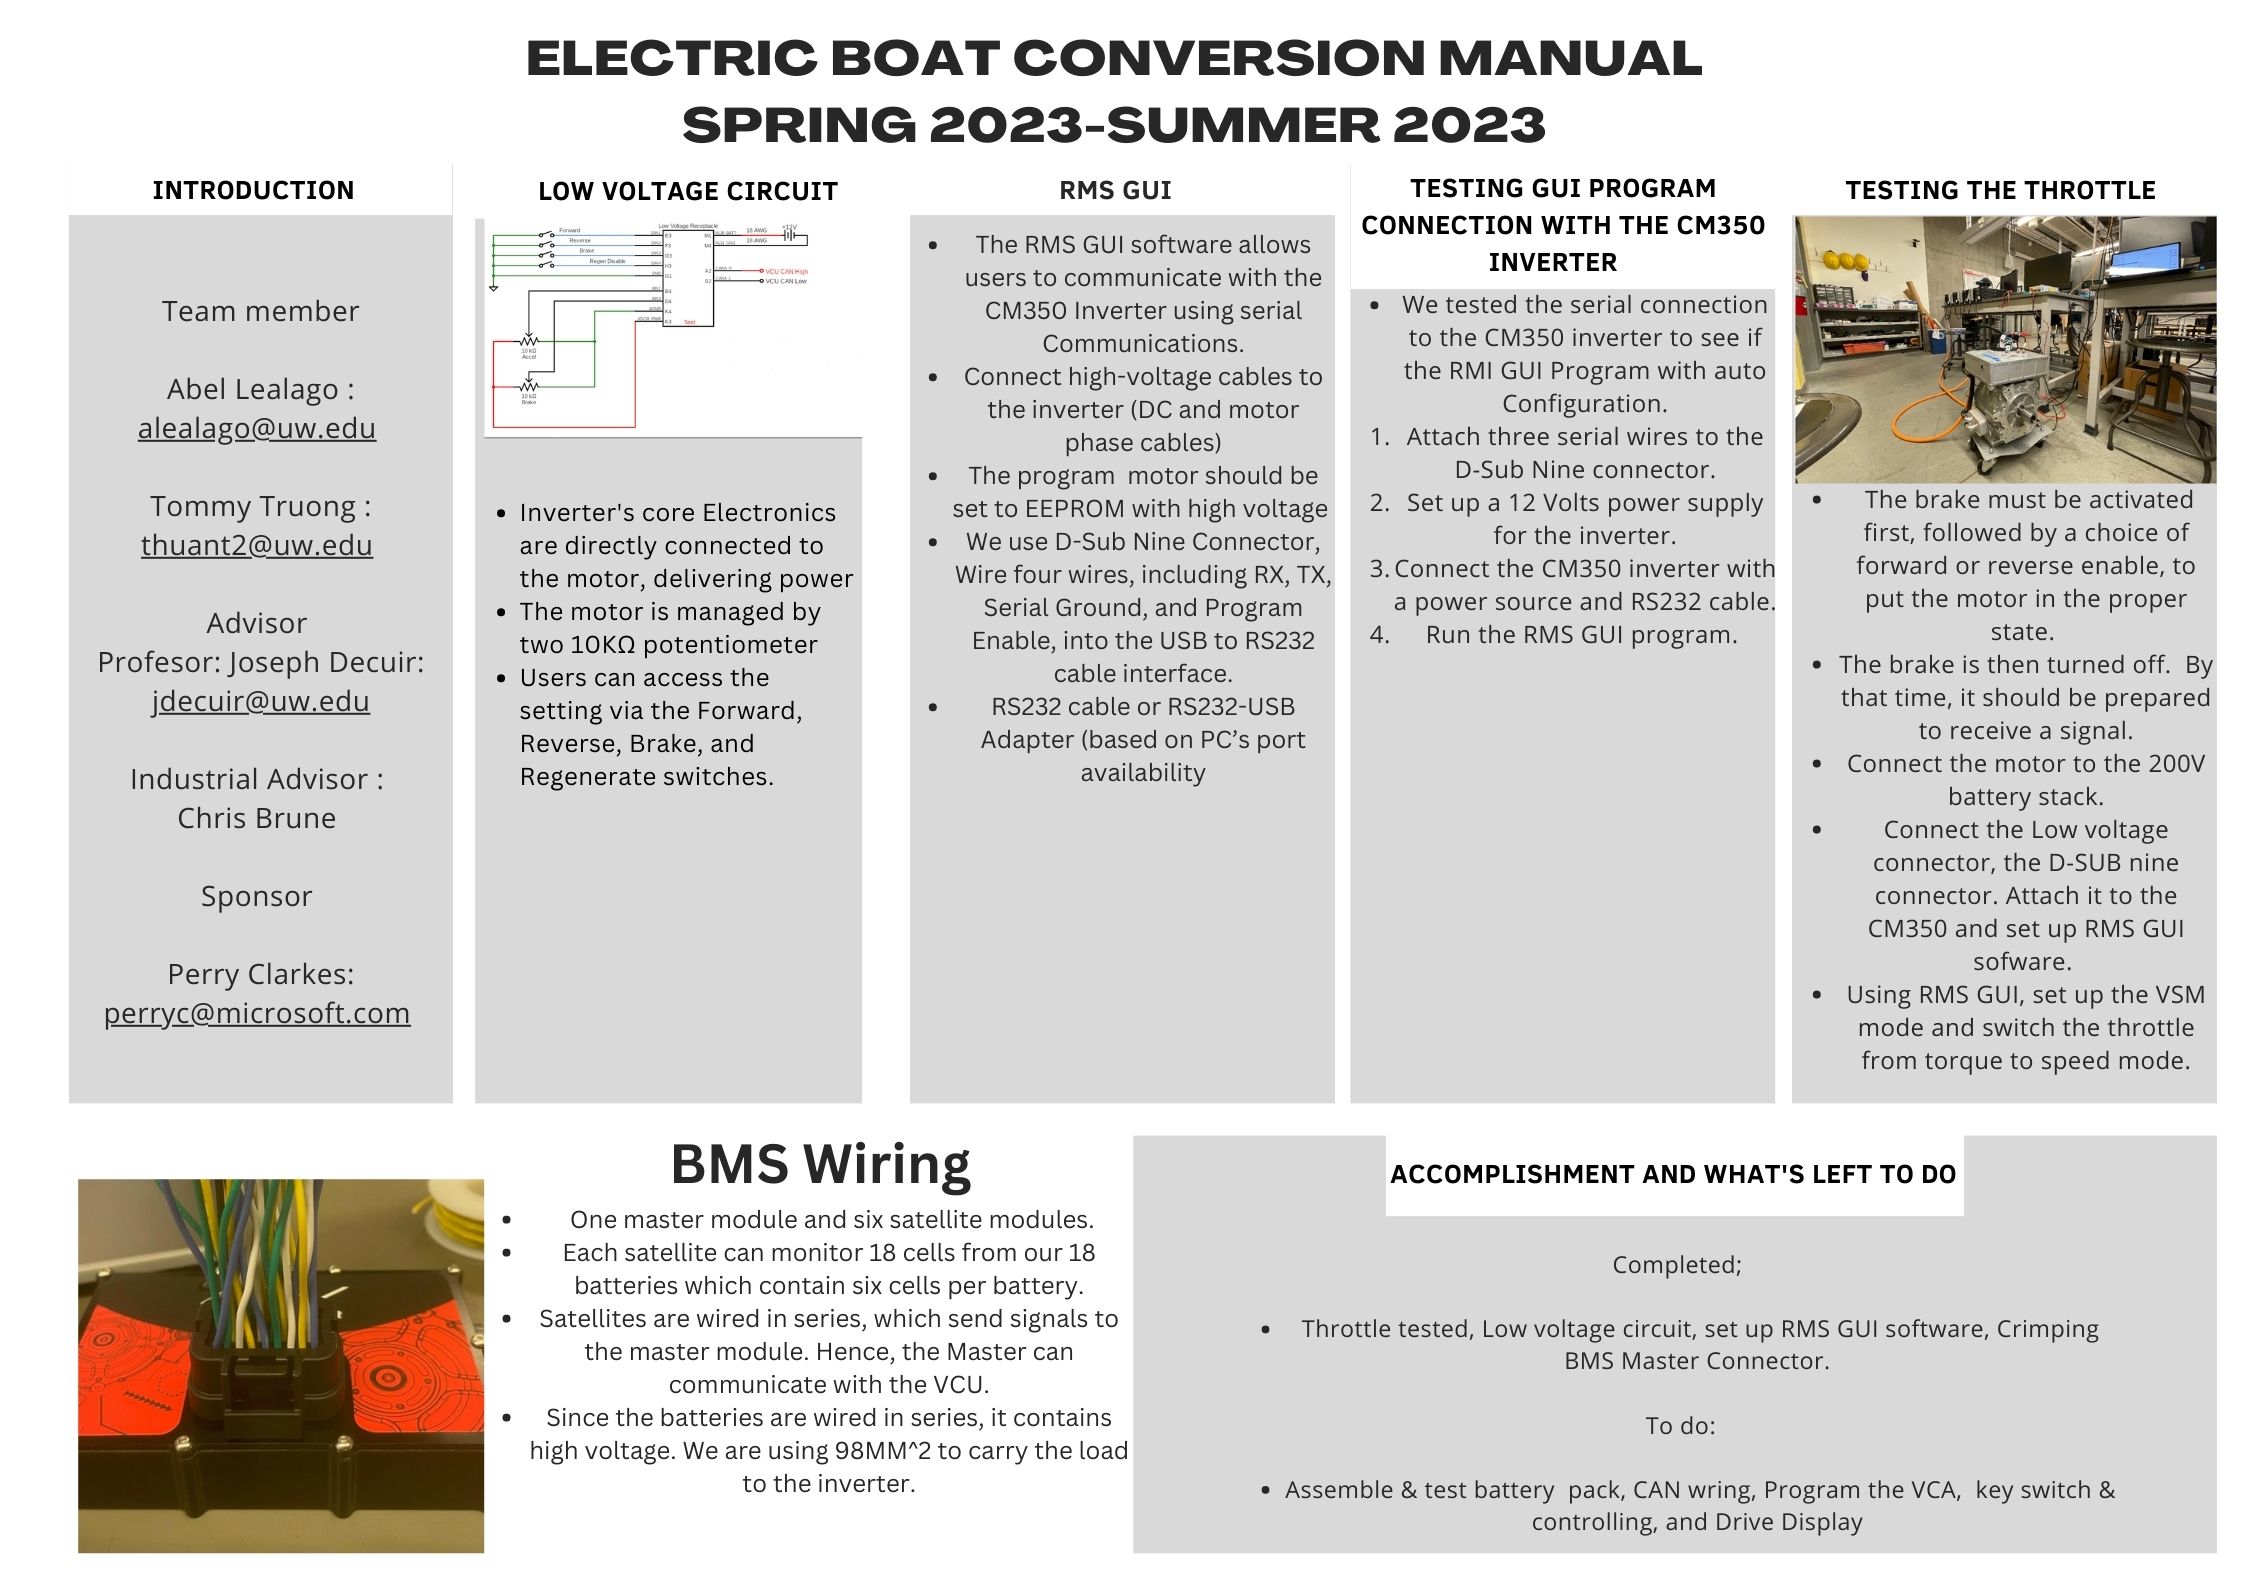 ELECTRIC BOAT CONVERSION MANUAL
SPRING 2023-SUMMER 2023
INTRODUCTION
Team member
Abel Lealago :
alealago@uw.edu
Tommy Truong :
thuant2@uw.edu
Advisor
Profesor: Joseph Decuir:
jdecuir@uw.edu
Industrial Advisor :
Chris Brune
Sponsor
Perry Clarkes:
perryc@microsoft.com
LOW VOLTAGE CIRCUIT
Low Voltage Receptacle
Forward
Reverse
Brake
Regen Disable
18 AWG
18 AWG
+12V
VCU CAN High
VCU CAN Low
Text
10 kΩ
Accel
10 kΩ
Brake
• Inverter's core Electronics
are directly connected to
the motor, delivering power
• The motor is managed by
two 10KΩ potentiometer
• Users can access the
setting via the Forward,
Reverse, Brake, and
Regenerate switches.
RMS GUI
• The RMS GUI software allows
users to communicate with the
CM350 Inverter using serial
Communications.
• Connect high-voltage cables to
the inverter (DC and motor
phase cables)
• The program motor should be
set to EEPROM with high voltage
• We use D-Sub Nine Connector,
Wire four wires, including RX, TX,
Serial Ground, and Program
Enable, into the USB to RS232
cable interface.
• RS232 cable or RS232-USB
Adapter (based on PC’s port
availability
TESTING GUI PROGRAM
CONNECTION WITH THE CM350
INVERTER
• We tested the serial connection
to the CM350 inverter to see if
the RMI GUI Program with auto
Configuration.
1. Attach three serial wires to the
D-Sub Nine connector.
2. Set up a 12 Volts power supply
for the inverter.
3. Connect the CM350 inverter with
a power source and RS232 cable.
4. Run the RMS GUI program.
TESTING THE THROTTLE
• The brake must be activated
first, followed by a choice of
forward or reverse enable, to
put the motor in the proper
state.
• The brake is then turned off. By
that time, it should be prepared
to receive a signal.
• Connect the motor to the 200V
battery stack.
• Connect the Low voltage
connector, the D-SUB nine
connector. Attach it to the
CM350 and set up RMS GUI
sofware.
• Using RMS GUI, set up the VSM
mode and switch the throttle
from torque to speed mode.
BMS Wiring
• One master module and six satellite modules.
• Each satellite can monitor 18 cells from our 18
batteries which contain six cells per battery.
• Satellites are wired in series, which send signals to
the master module. Hence, the Master can
communicate with the VCU.
• Since the batteries are wired in series, it contains
high voltage. We are using 98MM^2 to carry the load
to the inverter.
ACCOMPLISHMENT AND WHAT'S LEFT TO DO
Completed;
• Throttle tested, Low voltage circuit, set up RMS GUI software, Crimping
BMS Master Connector.
To do:
• Assemble & test battery pack, CAN wring, Program the VCA, key switch &
controlling, and Drive Display